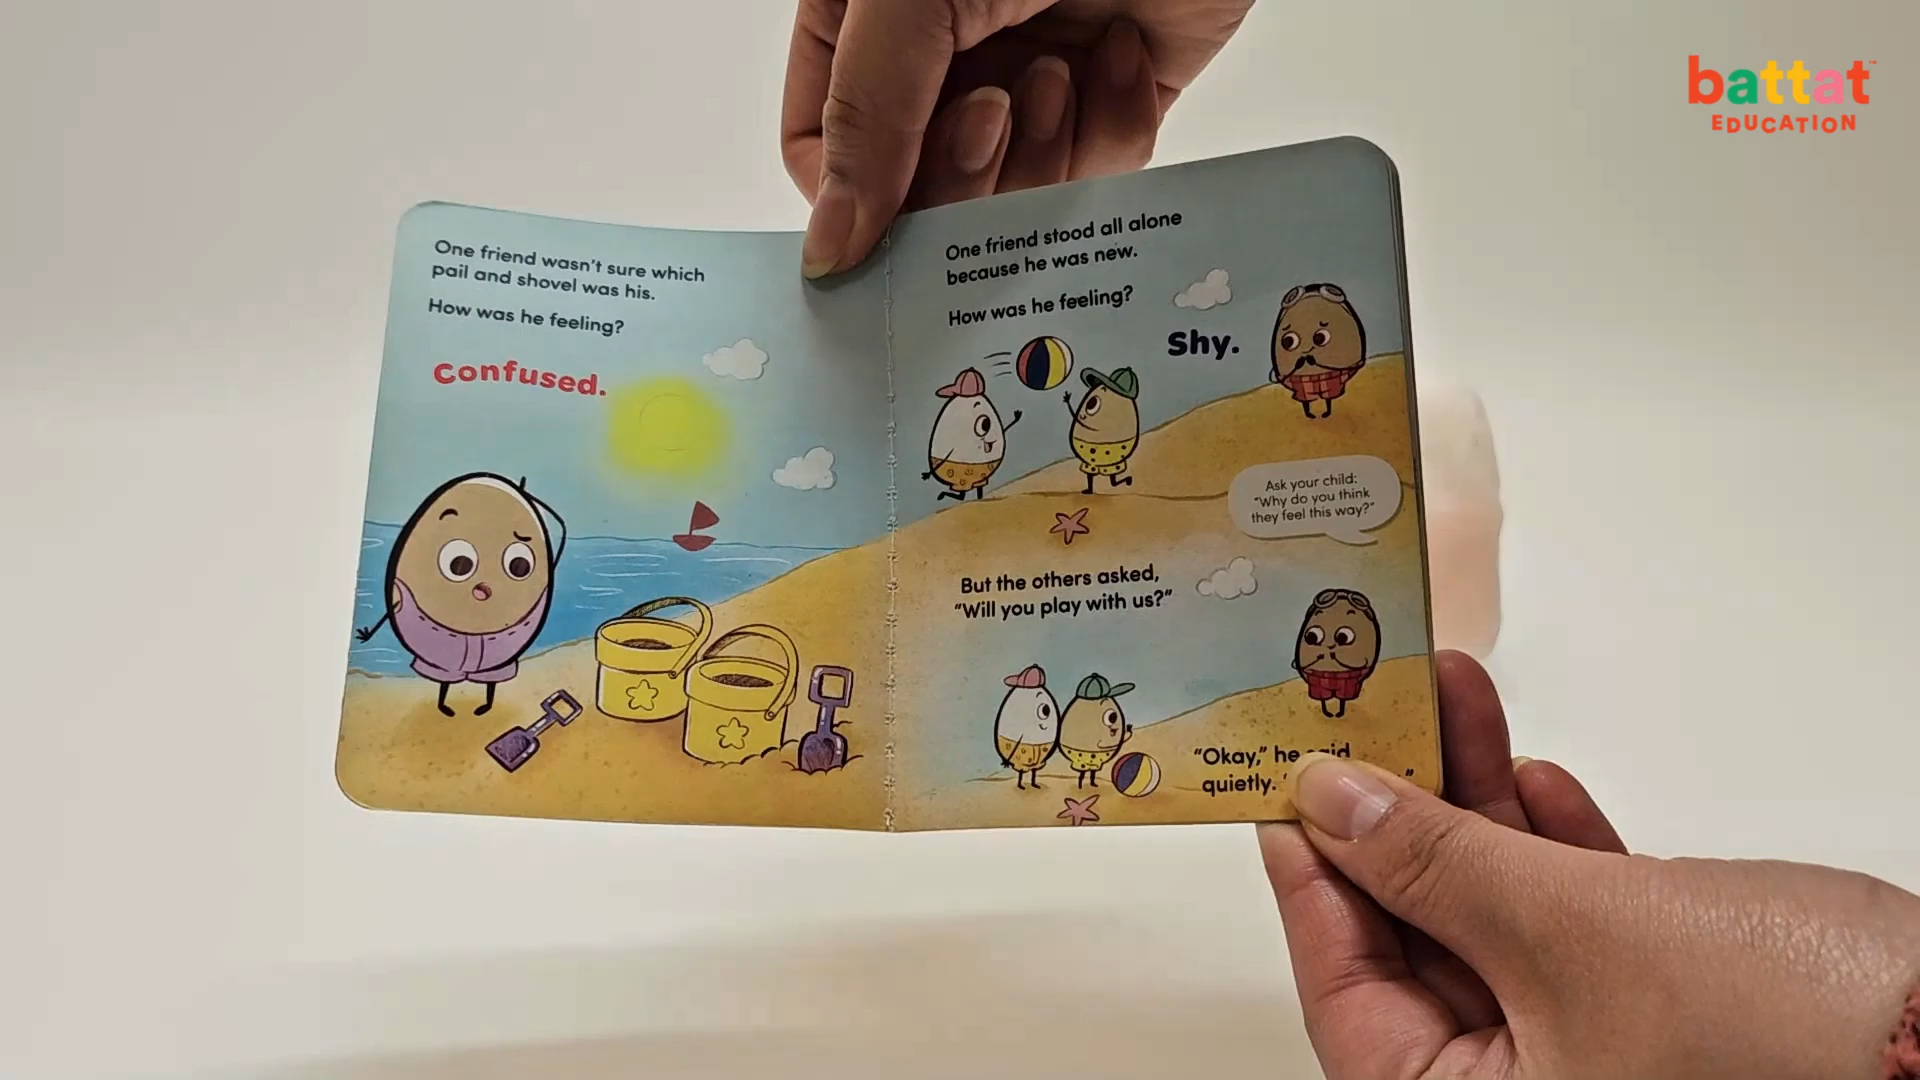 One friend wasn't sure which
pail and shovel was his.
How was he feeling?
Confused.
One friend stood all alone
because he was new.
How was he feeling?
Shy.
Ask your child:
"Why do you think
they feel this way?"
But the others asked,
"Will you play with us?"
"Okay," he said
quietly.
battat
EDUCATION